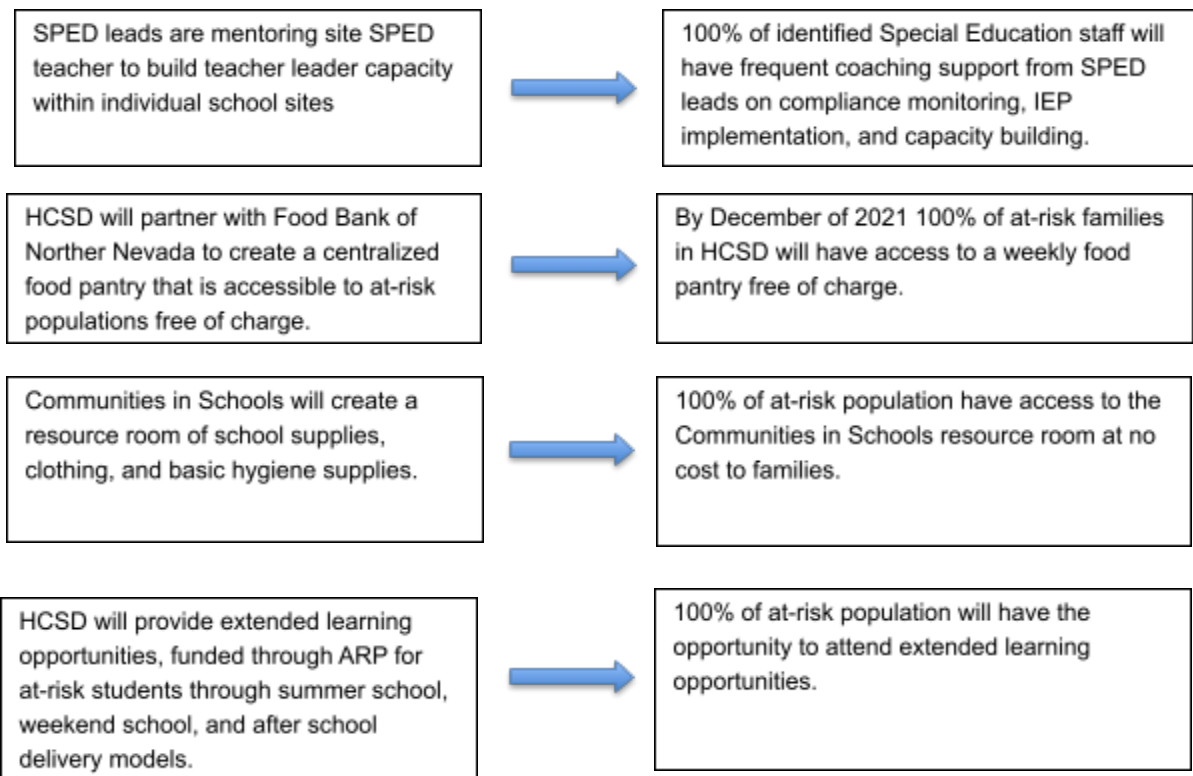 SPED leads are mentoring site SPED
teacher to build teacher leader capacity
within individual school sites
100% of identified Special Education staff will
have frequent coaching support from SPED
leads on compliance monitoring, IEP
implementation, and capacity building.
HCSD will partner with Food Bank of
Norther Nevada to create a centralized
food pantry that is accessible to at-risk
populations free of charge.
By December of 2021 100% of at-risk families
in HCSD will have access to a weekly food
pantry free of charge.
Communities in Schools will create a
resource room of school supplies,
clothing, and basic hygiene supplies.
100% of at-risk population have access to the
Communities in Schools resource room at no
cost to families.
HCSD will provide extended learning
opportunities, funded through ARP for
at-risk students through summer school,
weekend school, and after school
delivery models.
100% of at-risk population will have the
opportunity to attend extended learning
opportunities.